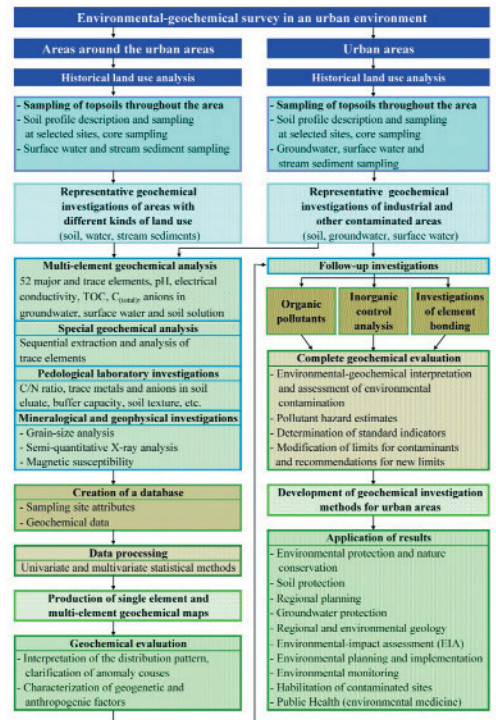 Environmental-geochemical survey in an urban environment
Areas around the urban areas
Historical land use analysis
- Sampling of topsoils throughout the area
- Soil profile description and sampling
at selected sites, core sampling
- Surface water and stream sediment sampling
Representative geochemical
investigations of areas with
different kinds of land use
(soil, water, stream sediments)
Multi-element geochemical analysis
52 major and trace elements, pH, electrical
conductivity, TOC, C(total), anions in
groundwater, surface water and soil solution
Special geochemical analysis
Sequential extraction and analysis of
trace elements
Pedological laboratory investigations
C/N ratio, trace metals and anions in soil
eluate, buffer capacity, soil texture, etc.
Mineralogical and geophysical investigations
- Grain-size analysis
- Semi-quantitative X-ray analysis
- Magnetic susceptibility
Creation of a database
- Sampling site attributes
- Geochemical data
Data processing
Univariate and multivariate statistical methods
Production of single element and
multi-element geochemical maps
Geochemical evaluation
- Interpretation of the distribution pattern,
clarification of anomaly couses
- Characterization of geogenetic and
anthropogenic factors
Urban areas
Historical land use analysis
- Sampling of topsoils throughout the area
- Soil profile description and sampling
at selected sites, core sampling
- Groundwater, surface water and
stream sediment sampling
Representative geochemical
investigations of industrial and
other contaminated areas
(soil, groundwater, surface water)
Follow-up investigations
Organic
pollutants
Inorganic
control
analysis
Investigations
of element
bonding
Complete geochemical evaluation
- Environmental-geochemical interpretation
and assessment of environmental
contamination
- Pollutant hazard estimates
- Determination of standard indicators
- Modification of limits for contaminants
and recommendations for new limits
Development of geochemical investigation
methods for urban areas
Application of results
- Environmental protection and nature
conservation
- Soil protection
- Regional planning
- Groundwater protection
- Regional and environmental geology
- Environmental-impact assessment (EIA)
- Environmental planning and implementation
- Environmental monitoring
- Habilitation of contaminated sites
- Public Health (environmental medicine)